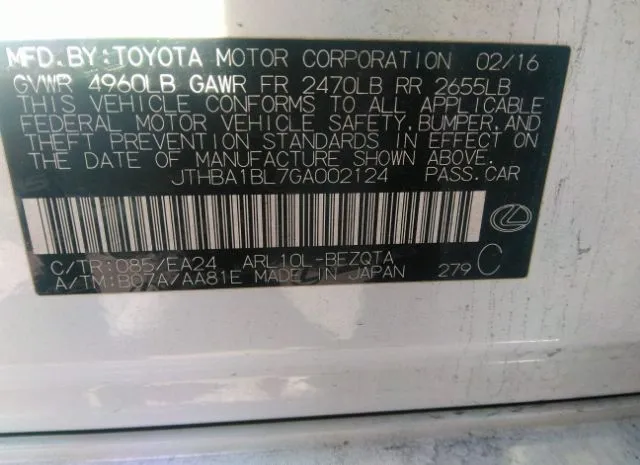 MFD.BY:TOYOTA MOTOR CORPORATION 02/16
GVWR 4960LB GAWR FR 2470LB RR 2655LB
THIS VEHICLE CONFORMS TO ALL APPLICABLE
FEDERAL MOTOR VEHICLE SAFETY, BUMPER, AND
THEFT PREVENTION STANDARDS IN EFFECT ON
THE DATE OF MANUFACTURE SHOWN ABOVE.
JTHBA1BL7GA002124 PASS.CAR
C/TR:085/EA24 ARL10L-BEZQTA
A/TM:B07A/AA81E MADE IN JAPAN 279 C